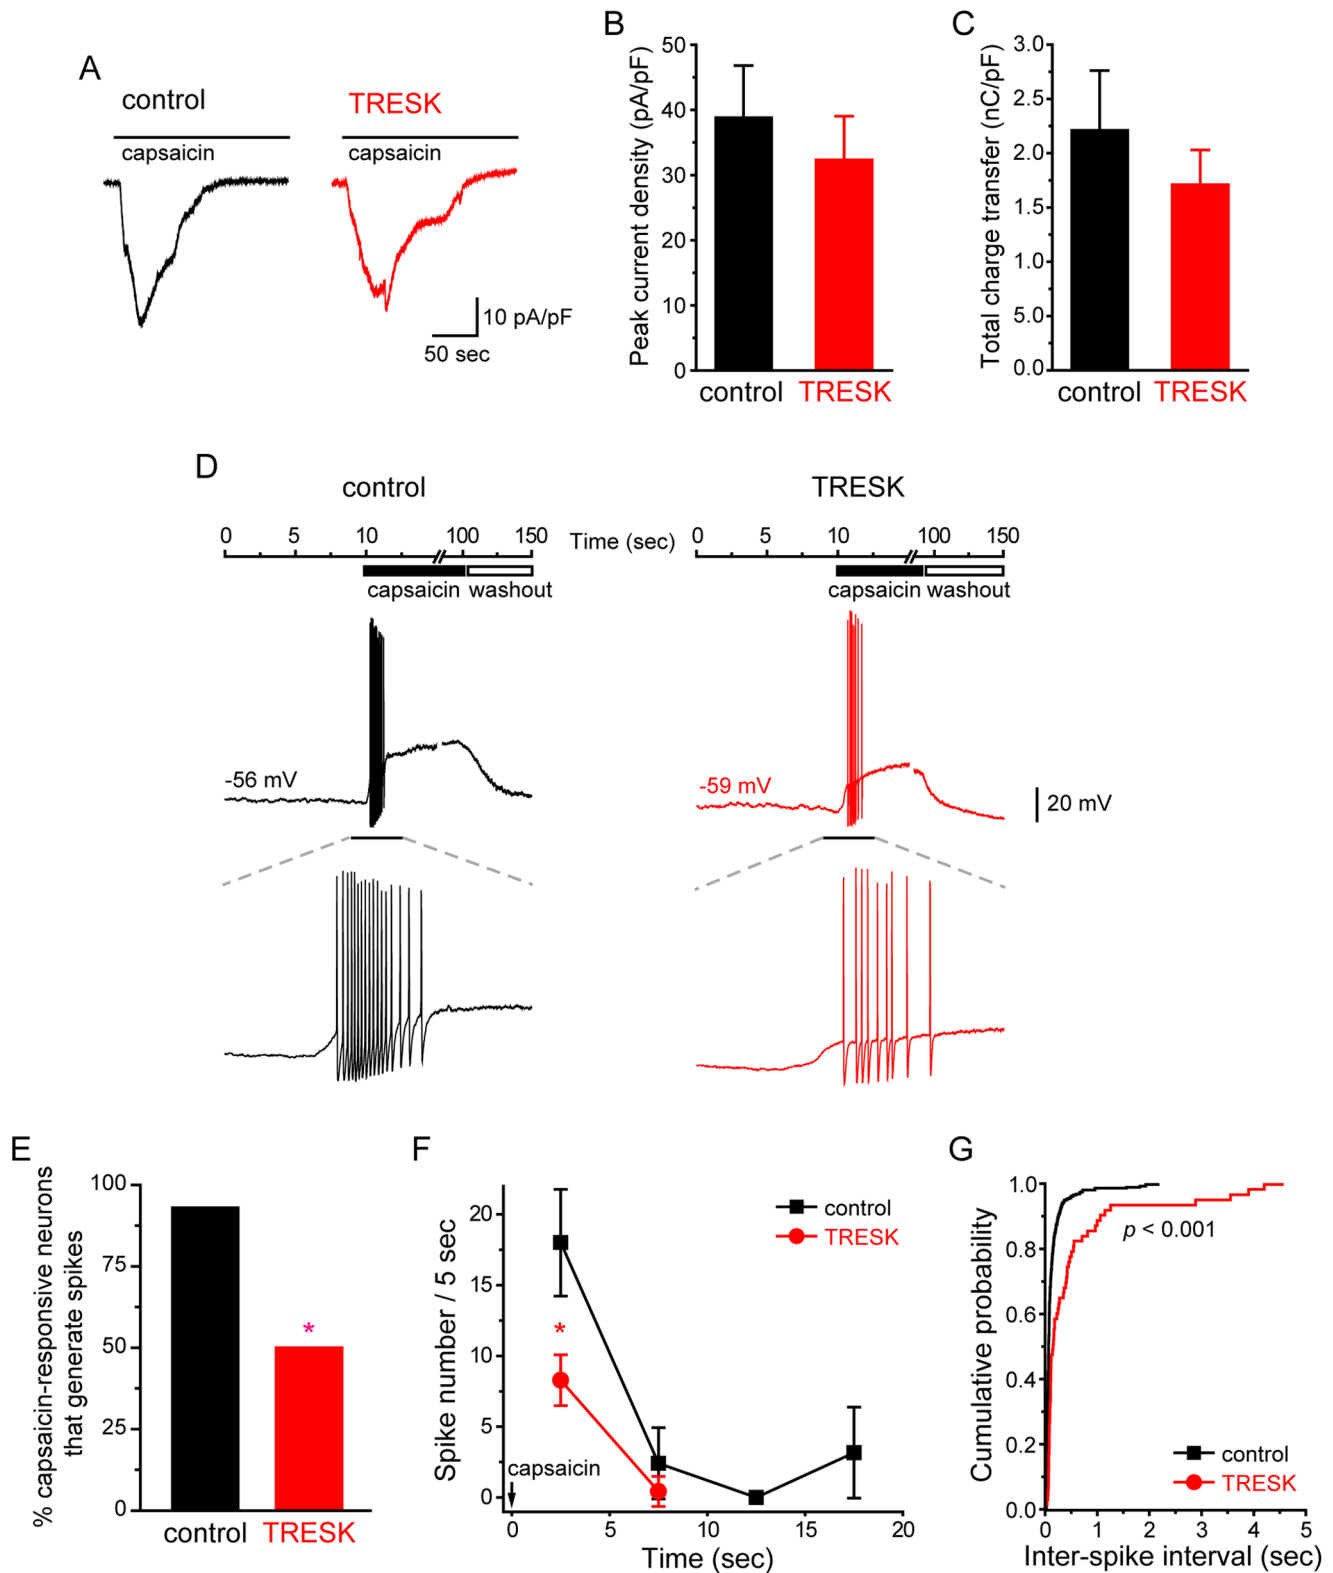 A
control
TRESK
capsaicin
capsaicin
10 pA/pF
50 sec
B
Peak current density (pA/pF)
50
40
30
20
10
0
control
TRESK
C
Total charge transfer (nC/pF)
3.0
2.5
2.0
1.5
1.0
5.0
0.0
control
TRESK
D
control
TRESK
0 5 10 100 150
Time (sec)
0 5 10 100 150
capsaicin washout
capsaicin washout
-56 mV
-59 mV
20 mV
E
% capsaicin-responsive neurons
that generate spikes
100
75
50
25
0
*
control
TRESK
F
Spike number / 5 sec
20
15
10
5
0
control
TRESK
*
capsaicin
0 5 10 15 20
Time (sec)
G
Cumulative probability
1.0
0.8
0.6
0.4
0.2
0.0
p < 0.001
control
TRESK
0 1 2 3 4 5
Inter-spike interval (sec)